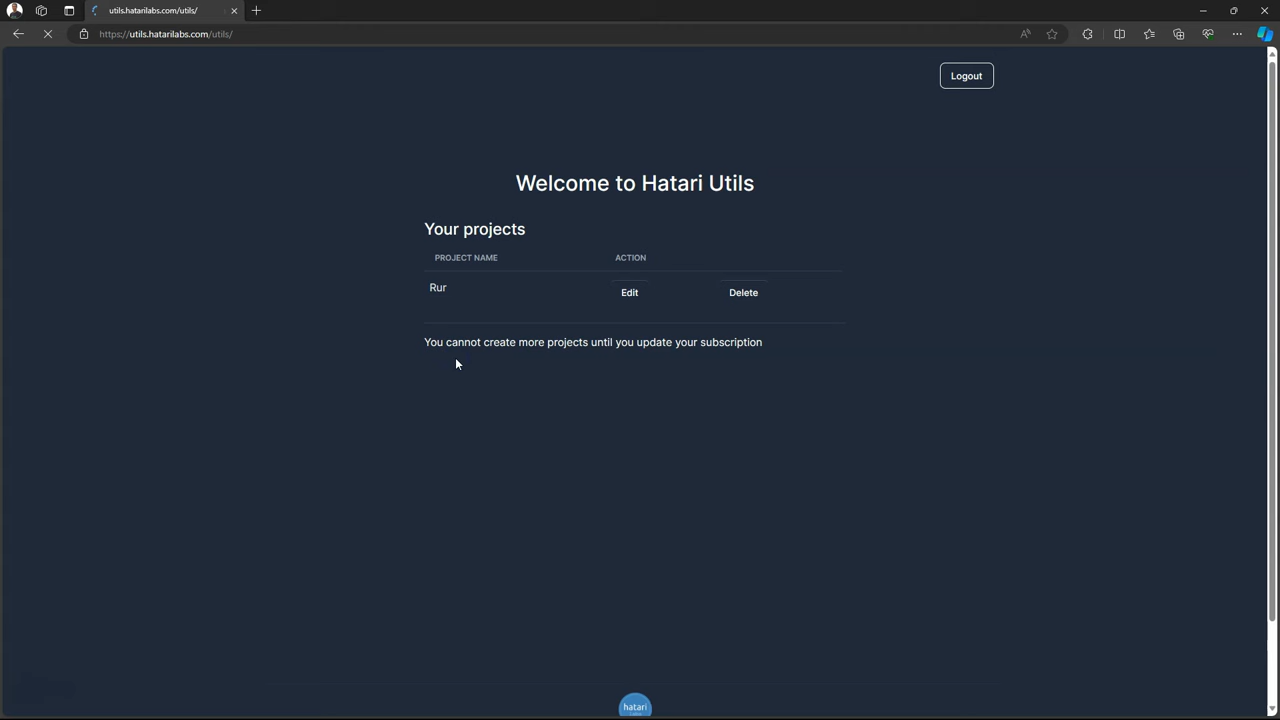 utils.hatarilabs.com/utils/
https://utils.hatarilabs.com/utils/
Logout
Welcome to Hatari Utils
Your projects
PROJECT NAME ACTION
Rur Edit Delete
You cannot create more projects until you update your subscription
hatari